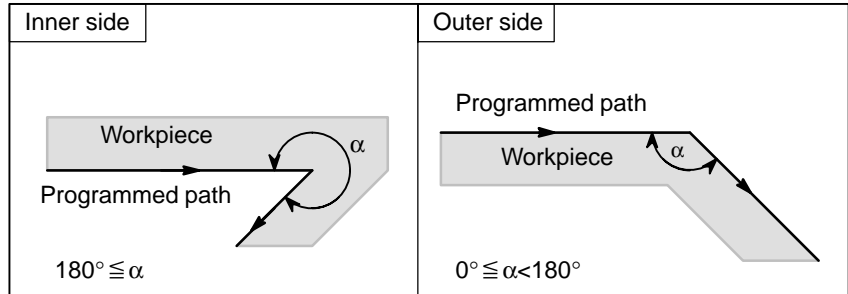 Inner side
Workpiece
α
Programmed path
180°≦α
Outer side
Programmed path
Workpiece
α
0°≦α<180°